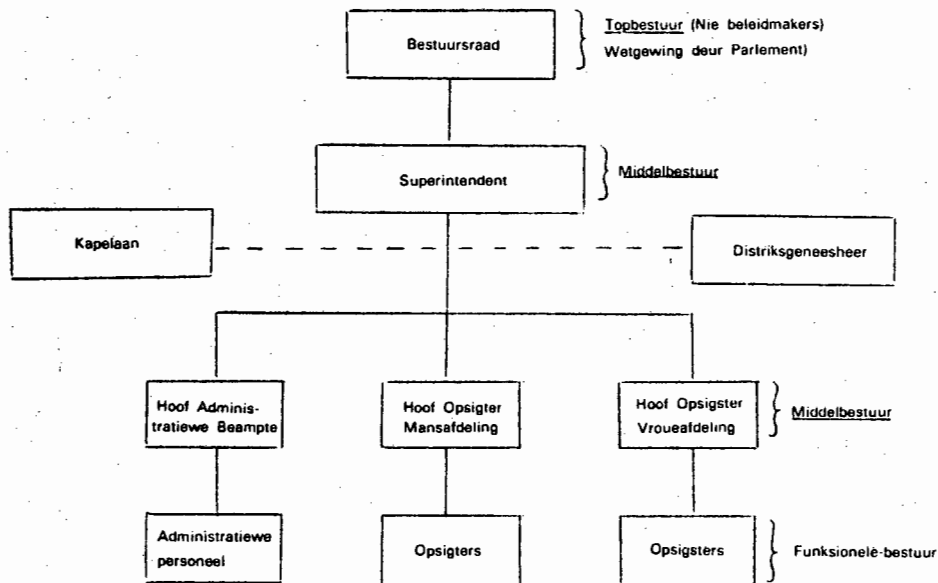 Bestuursraad
Topbestuur (Nie beleidmakers)
Wetgewing deur Parlement)
Superintendent
Middelbestuur
Kapelaan
Distriksgeneesheer
Hoof Adminis-
tratiewe Beampte
Hoof Opsigter
Mansafdeling
Hoof Opsigster
Vroueafdeling
Middelbestuur
Administratiewe
personeel
Opsigters
Opsigsters
Funksionele-bestuur